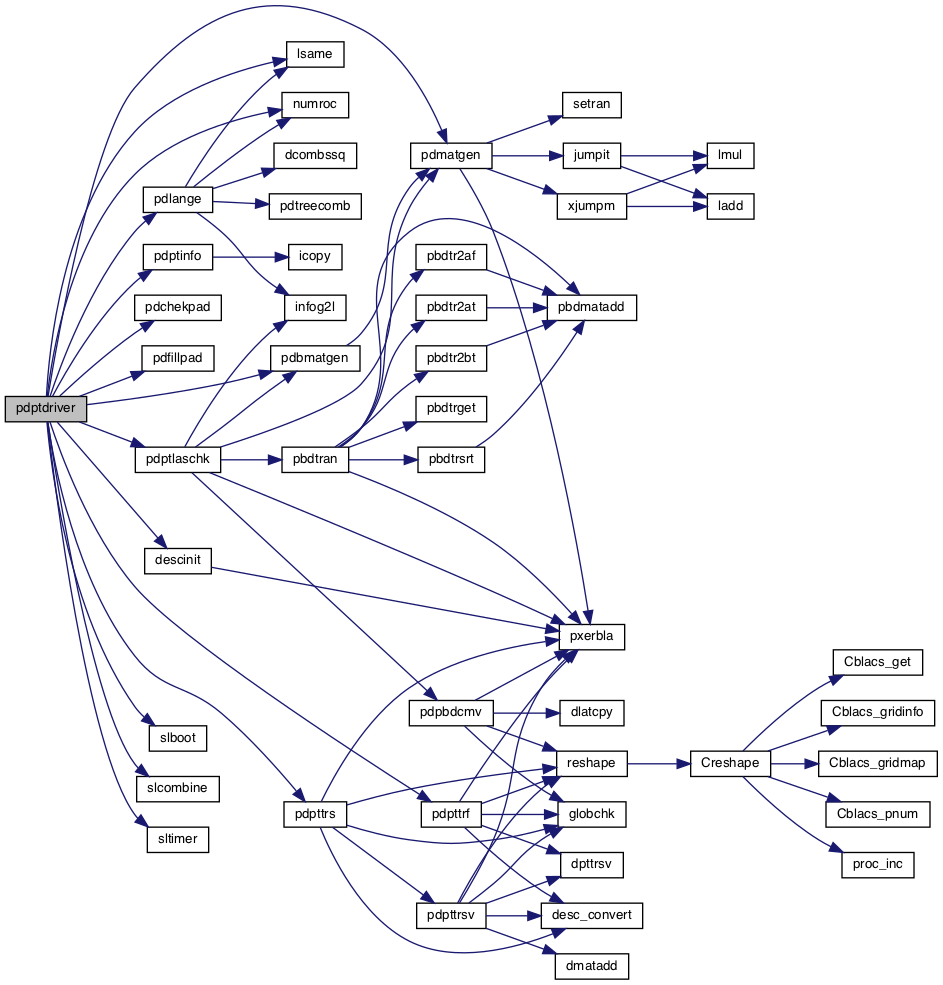 lsame
numroc
setran
dcombssq
pdmatgen
jumpit
lmul
pdlange
pdtreecomb
xjumpm
ladd
pdptinfo
icopy
pbdtr2af
pdchekpad
infog2l
pbdtr2at
pbdmatadd
pdfillpad
pdbmatgen
pbdtr2bt
pdptdriver
pbdtrget
pdptlaschk
pbdtran
pbdtrsrt
descinit
pxerbla
Cblacs_get
pdpbdcmv
dlatcpy
Cblacs_gridinfo
slboot
reshape
Creshape
Cblacs_gridmap
slcombine
pdpttrs
pdpttrf
globchk
Cblacs_pnum
sltimer
dpttrsv
proc_inc
pdpttrsv
desc_convert
dmatadd